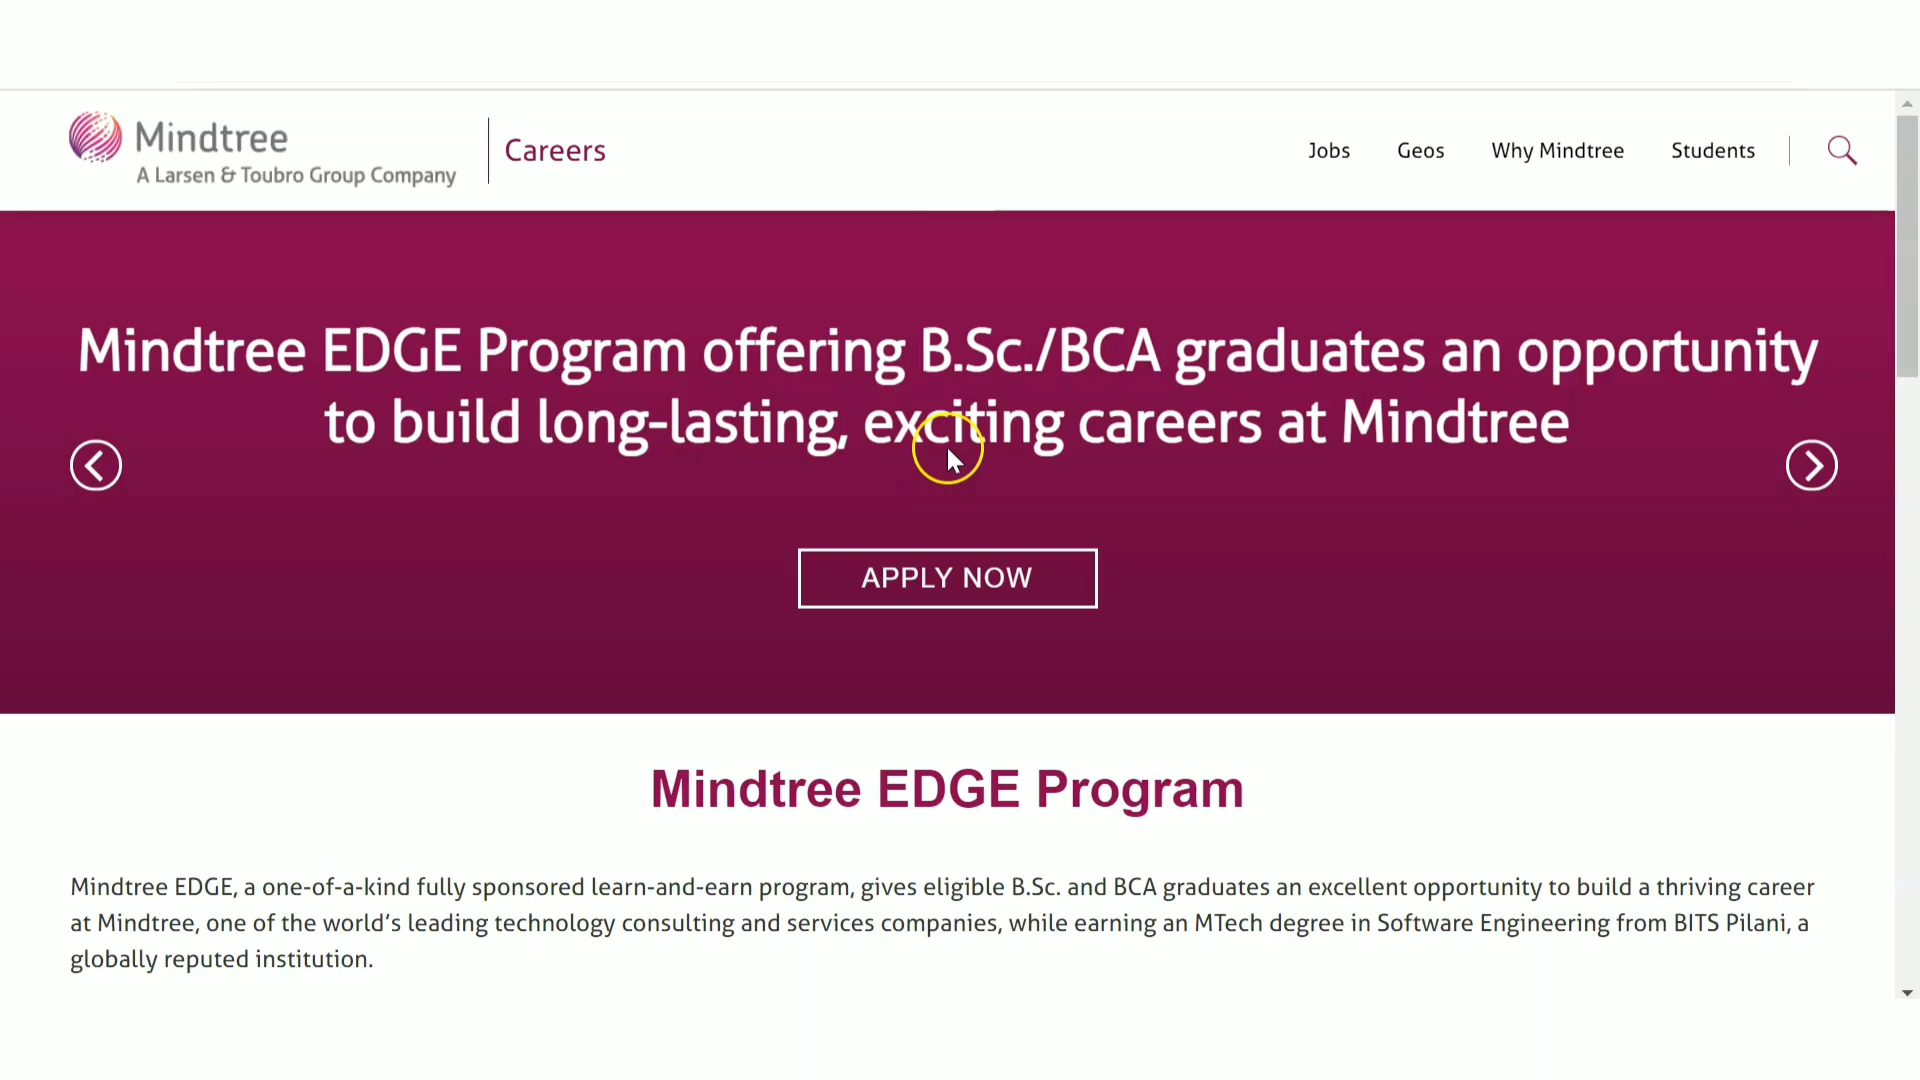 Mindtree
A Larsen & Toubro Group Company
Careers
Jobs
Geos
Why Mindtree
Students
Mindtree EDGE Program offering B.Sc./BCA graduates an opportunity
to build long-lasting, exciting careers at Mindtree
APPLY NOW
Mindtree EDGE Program
Mindtree EDGE, a one-of-a-kind fully sponsored learn-and-earn program, gives eligible B.Sc. and BCA graduates an excellent opportunity to build a thriving career
at Mindtree, one of the world’s leading technology consulting and services companies, while earning an MTech degree in Software Engineering from BITS Pilani, a
globally reputed institution.